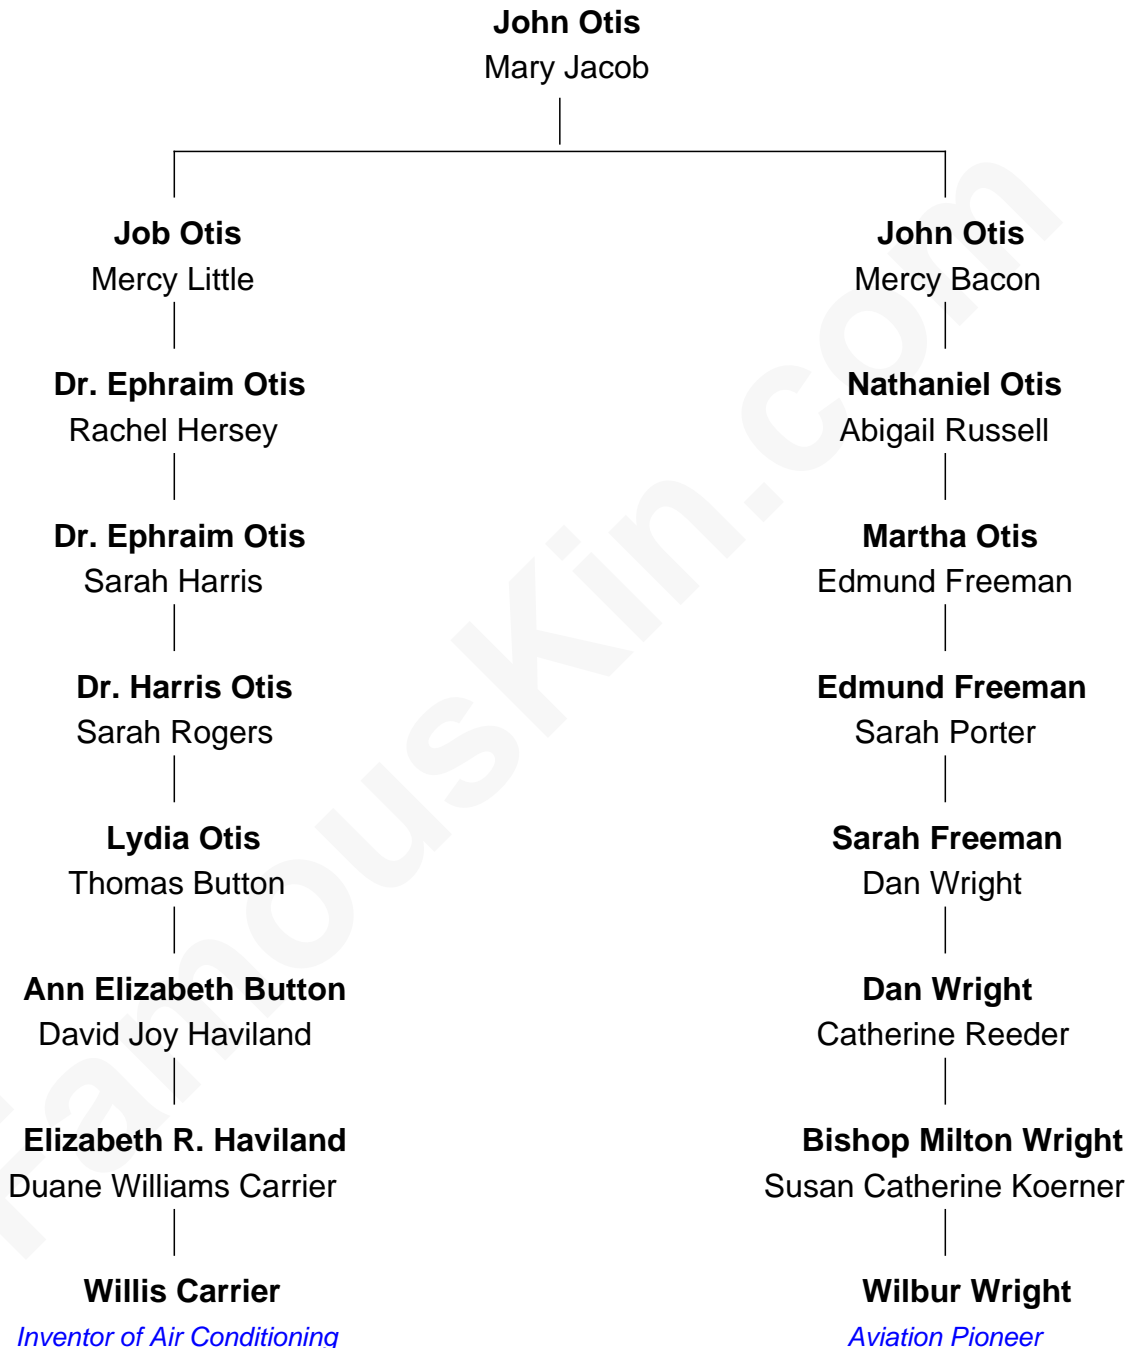 John Otis
Mary Jacob
Job Otis
Mercy Little
John Otis
Mercy Bacon
Dr. Ephraim Otis
Rachel Hersey
Nathaniel Otis
Abigail Russell
Dr. Ephraim Otis
Sarah Harris
Martha Otis
Edmund Freeman
Dr. Harris Otis
Sarah Rogers
Edmund Freeman
Sarah Porter
Lydia Otis
Thomas Button
Sarah Freeman
Dan Wright
Ann Elizabeth Button
David Joy Haviland
Dan Wright
Catherine Reeder
Elizabeth R. Haviland
Duane Williams Carrier
Bishop Milton Wright
Susan Catherine Koerner
Willis Carrier
Inventor of Air Conditioning
Wilbur Wright
Aviation Pioneer
FamousKin.com